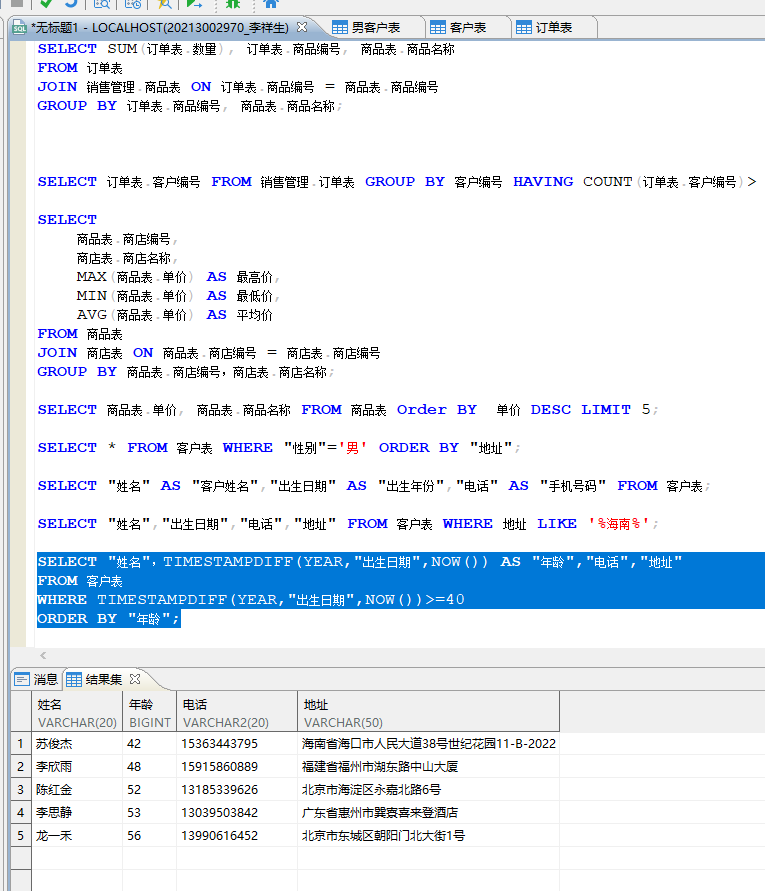 *无标题1 - LOCALHOST(20213002970_李祥生) 男客户表 客户表 订单表
SELECT SUM(订单表.数量), 订单表.商品编号, 商品表.商品名称
FROM 订单表
JOIN 销售管理.商品表 ON 订单表.商品编号 = 商品表.商品编号
GROUP BY 订单表.商品编号, 商品表.商品名称;
SELECT 订单表.客户编号 FROM 销售管理.订单表 GROUP BY 客户编号 HAVING COUNT(订单表.客户编号)>
SELECT
商品表.商店编号,
商店表.商店名称,
MAX(商品表.单价) AS 最高价,
MIN(商品表.单价) AS 最低价,
AVG(商品表.单价) AS 平均价
FROM 商品表
JOIN 商店表 ON 商品表.商店编号 = 商店表.商店编号
GROUP BY 商品表.商店编号，商店表.商店名称;
SELECT 商品表.单价, 商品表.商品名称 FROM 商品表 Order BY 单价 DESC LIMIT 5;
SELECT * FROM 客户表 WHERE "性别"='男' ORDER BY "地址";
SELECT "姓名" AS "客户姓名","出生日期" AS "出生年份","电话" AS "手机号码" FROM 客户表;
SELECT "姓名","出生日期","电话","地址" FROM 客户表 WHERE 地址 LIKE '%海南%';
SELECT "姓名"，TIMESTAMPDIFF(YEAR,"出生日期",NOW()) AS "年龄","电话","地址"
FROM 客户表
WHERE TIMESTAMPDIFF(YEAR,"出生日期",NOW())>=40
ORDER BY "年龄";
消息 结果集
姓名 年龄 电话 地址
VARCHAR(20) BIGINT VARCHAR2(20) VARCHAR(50)
1 苏俊杰 42 15363443795 海南省海口市人民大道38号世纪花园11-B-2022
2 李欣雨 48 15915860889 福建省福州市湖东路中山大厦
3 陈红金 52 13185339626 北京市海淀区永嘉北路6号
4 李思静 53 13039503842 广东省惠州市巽寮喜来登酒店
5 龙一禾 56 13990616452 北京市东城区朝阳门北大街1号